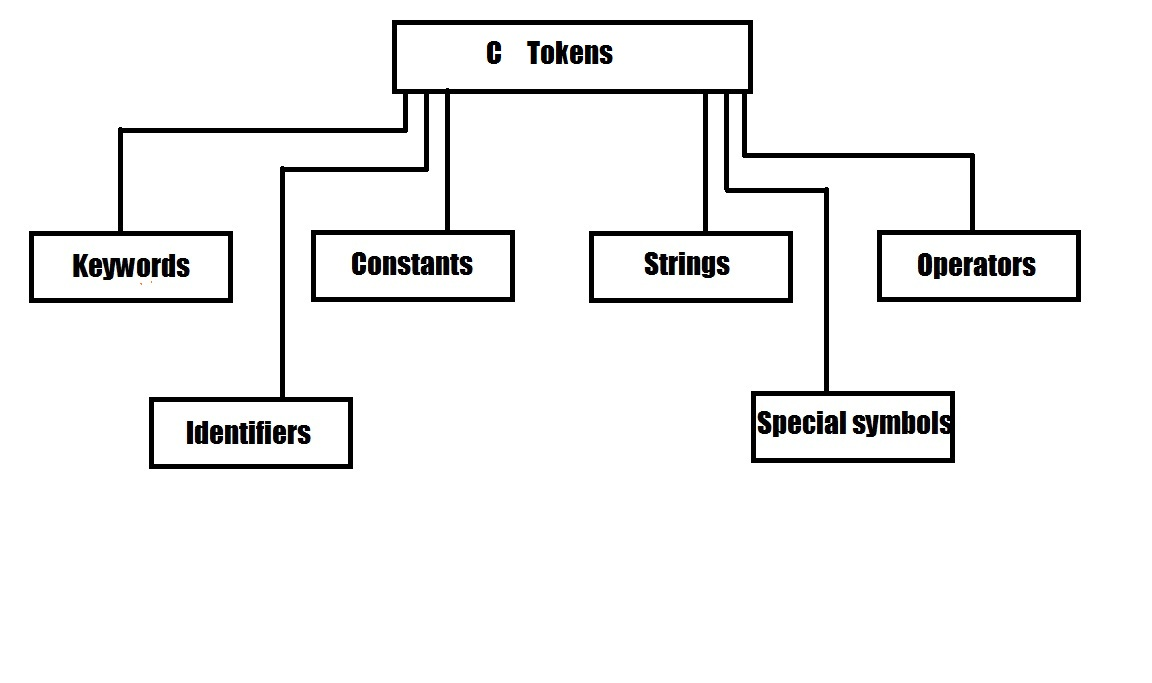 C Tokens
Keywords
Constants
Strings
Operators
Identifiers
Special symbols